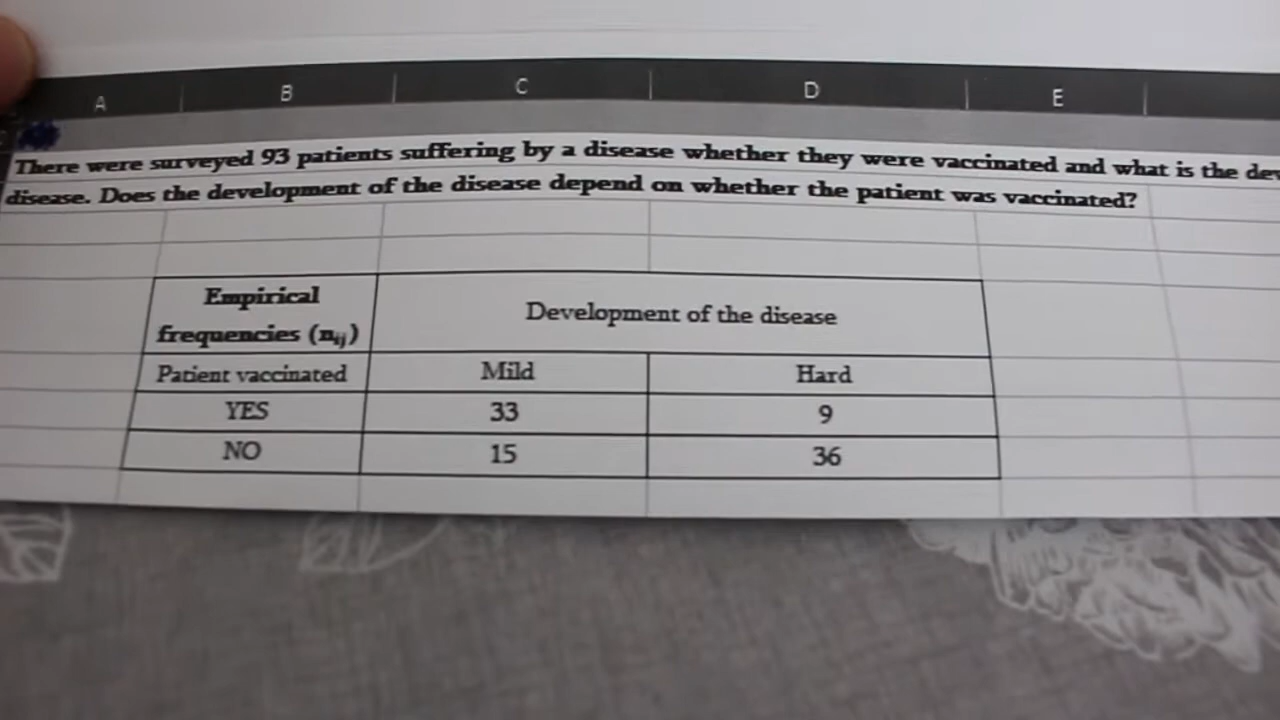 A B C D E
There were surveyed 93 patients suffering by a disease whether they were vaccinated and what is the
disease. Does the development of the disease depend on whether the patient was vaccinated?
Empirical
frequencies (nij)
Development of the disease
Patient vaccinated Mild Hard
YES 33 9
NO 15 36